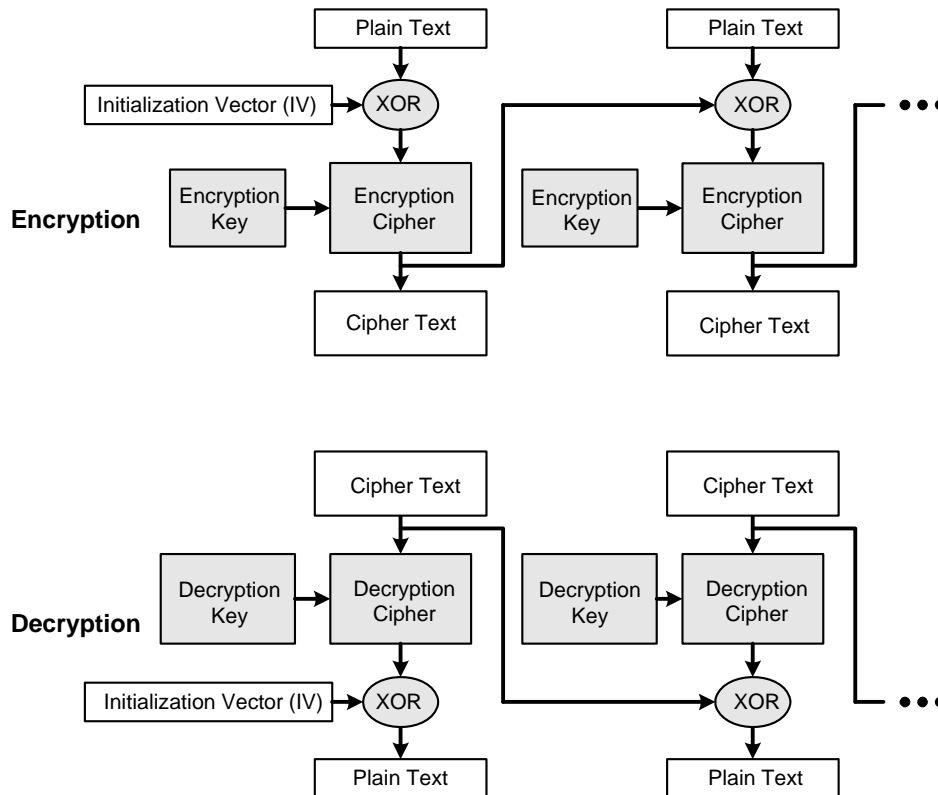 Plain Text
Plain Text
Initialization Vector (IV)
XOR
XOR
Encryption
Encryption
Key
Encryption
Cipher
Encryption
Key
Encryption
Cipher
Cipher Text
Cipher Text
Cipher Text
Cipher Text
Decryption
Decryption
Key
Decryption
Cipher
Decryption
Key
Decryption
Cipher
Initialization Vector (IV)
XOR
XOR
Plain Text
Plain Text